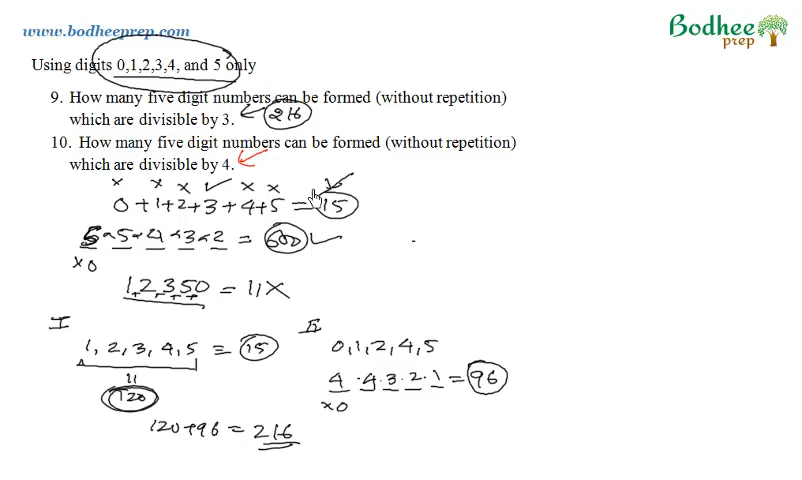 www.bodheeprep.com
Bodhee
prep
Using digits 0,1,2,3,4, and 5 only
9. How many five digit numbers can be formed (without repetition)
which are divisible by 3. 216
10. How many five digit numbers can be formed (without repetition)
which are divisible by 4.
x x x ✓ x x
0+1+2+3+4+5 = 15
5 × 5 × 4 × 3 × 2 = 600 ✓
x 0
1,2,3,5,0 = 11 X
I
1, 2, 3, 4, 5 = 15
120
II
0,1,2,4,5
4 · 4 · 3 · 2 · 1 = 96
x0
120+96 = 216